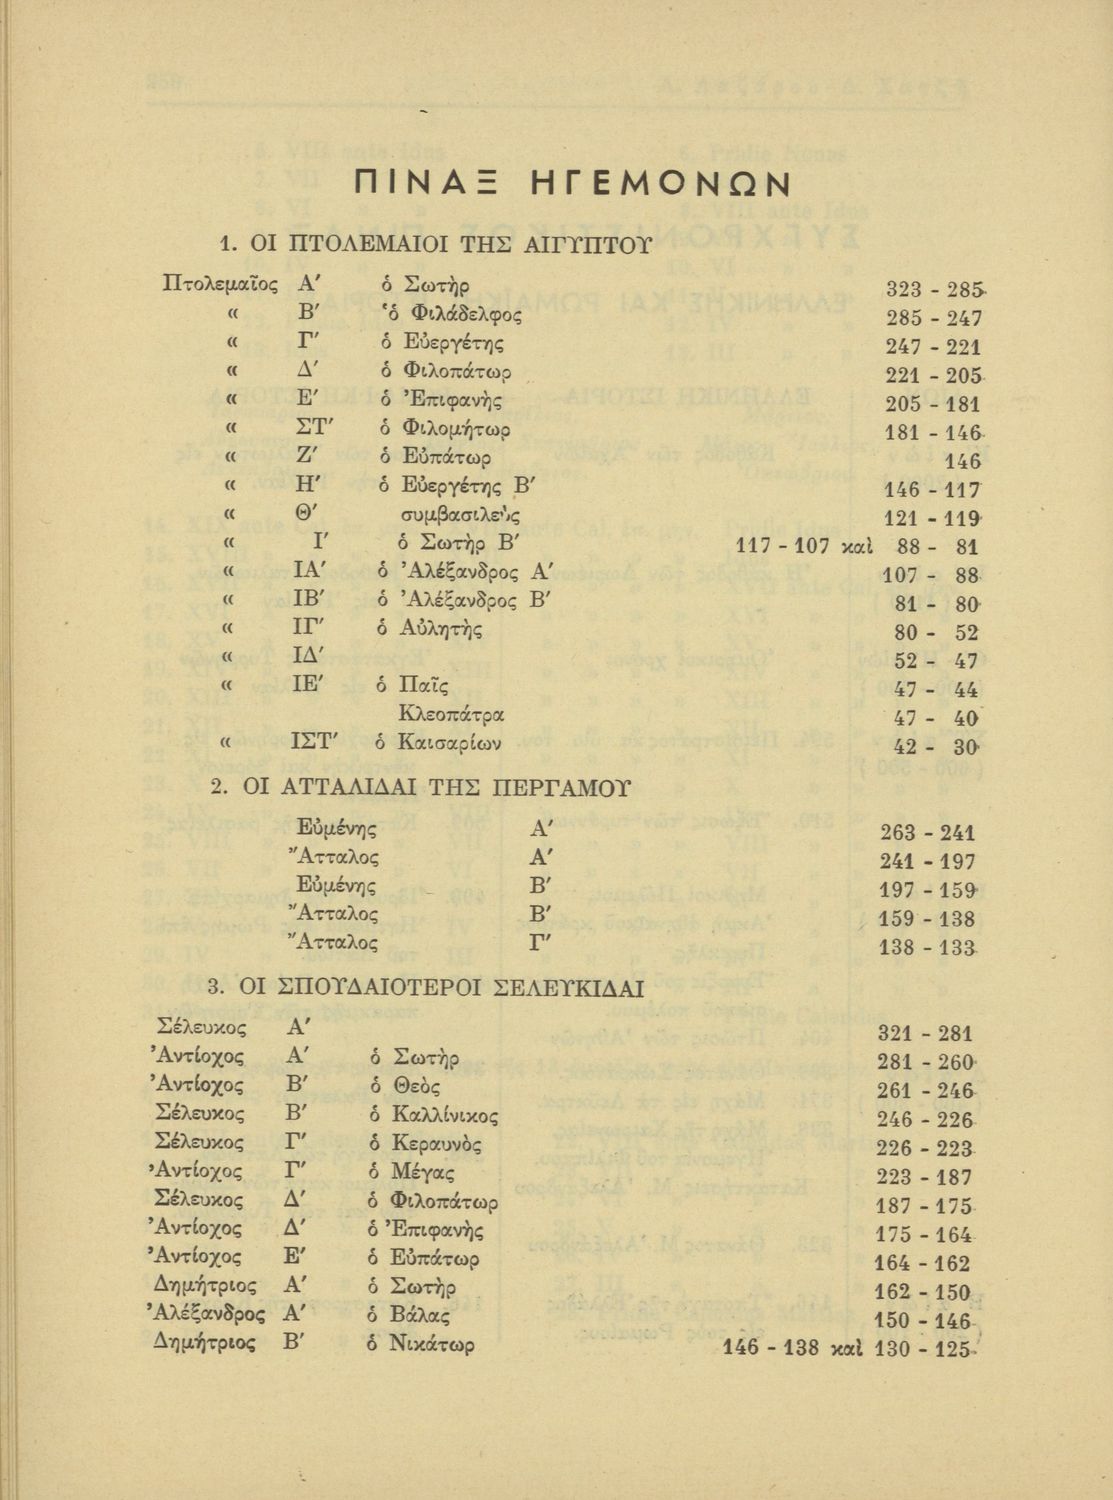 ΠΙΝΑΞ ΗΓΕΜΟΝΩΝ
1. ΟΙ ΠΤΟΛΕΜΑΙΟΙ ΤΗΣ ΑΙΓΥΠΤΟΥ
Πτολεμαῖος Α′ ὁ Σωτὴρ 323 - 285
« Β′ ὁ Φιλάδελφος 285 - 247
« Γ′ ὁ Εὐεργέτης 247 - 221
« Δ′ ὁ Φιλοπάτωρ 221 - 205
« Ε′ ὁ Ἐπιφανὴς 205 - 181
« ΣΤ′ ὁ Φιλομήτωρ 181 - 146
« Ζ′ ὁ Εὐπάτωρ 146
« Η′ ὁ Εὐεργέτης Β′ 146 - 117
« Θ′ συμβασιλεὺς 121 - 119
« Ι′ ὁ Σωτὴρ Β′ 117 - 107 καὶ 88 - 81
« ΙΑ′ ὁ Ἀλέξανδρος Α′ 107 - 88
« ΙΒ′ ὁ Ἀλέξανδρος Β′ 81 - 80
« ΙΓ′ ὁ Αὐλητὴς 80 - 52
« ΙΔ′ 52 - 47
« ΙΕ′ ὁ Παῖς 47 - 44
Κλεοπάτρα 47 - 40
« ΙΣΤ′ ὁ Καισαρίων 42 - 30
2. ΟΙ ΑΤΤΑΛΙΔΑΙ ΤΗΣ ΠΕΡΓΑΜΟΥ
Εὐμένης Α′ 263 - 241
Ἄτταλος Α′ 241 - 197
Εὐμένης Β′ 197 - 159
Ἄτταλος Β′ 159 - 138
Ἄτταλος Γ′ 138 - 133
3. ΟΙ ΣΠΟΥΔΑΙΟΤΕΡΟΙ ΣΕΛΕΥΚΙΔΑΙ
Σέλευκος Α′ 321 - 281
Ἀντίοχος Α′ ὁ Σωτὴρ 281 - 260
Ἀντίοχος Β′ ὁ Θεὸς 261 - 246
Σέλευκος Β′ ὁ Καλλίνικος 246 - 226
Σέλευκος Γ′ ὁ Κεραυνὸς 226 - 223
Ἀντίοχος Γ′ ὁ Μέγας 223 - 187
Σέλευκος Δ′ ὁ Φιλοπάτωρ 187 - 175
Ἀντίοχος Δ′ ὁ Ἐπιφανὴς 175 - 164
Ἀντίοχος Ε′ ὁ Εὐπάτωρ 164 - 162
Δημήτριος Α′ ὁ Σωτὴρ 162 - 150
Ἀλέξανδρος Α′ ὁ Βάλας 150 - 146
Δημήτριος Β′ ὁ Νικάτωρ 146 - 138 καὶ 130 - 125